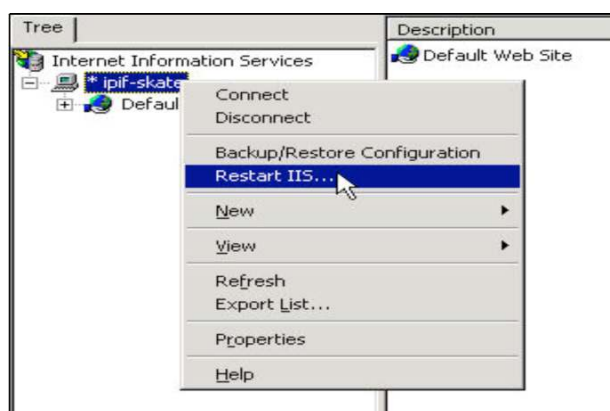 Tree
Description
Internet Information Services
Default Web Site
* ipif-skate
Defaul
Connect
Disconnect
Backup/Restore Configuration
Restart IIS...
New
View
Refresh
Export List...
Properties
Help